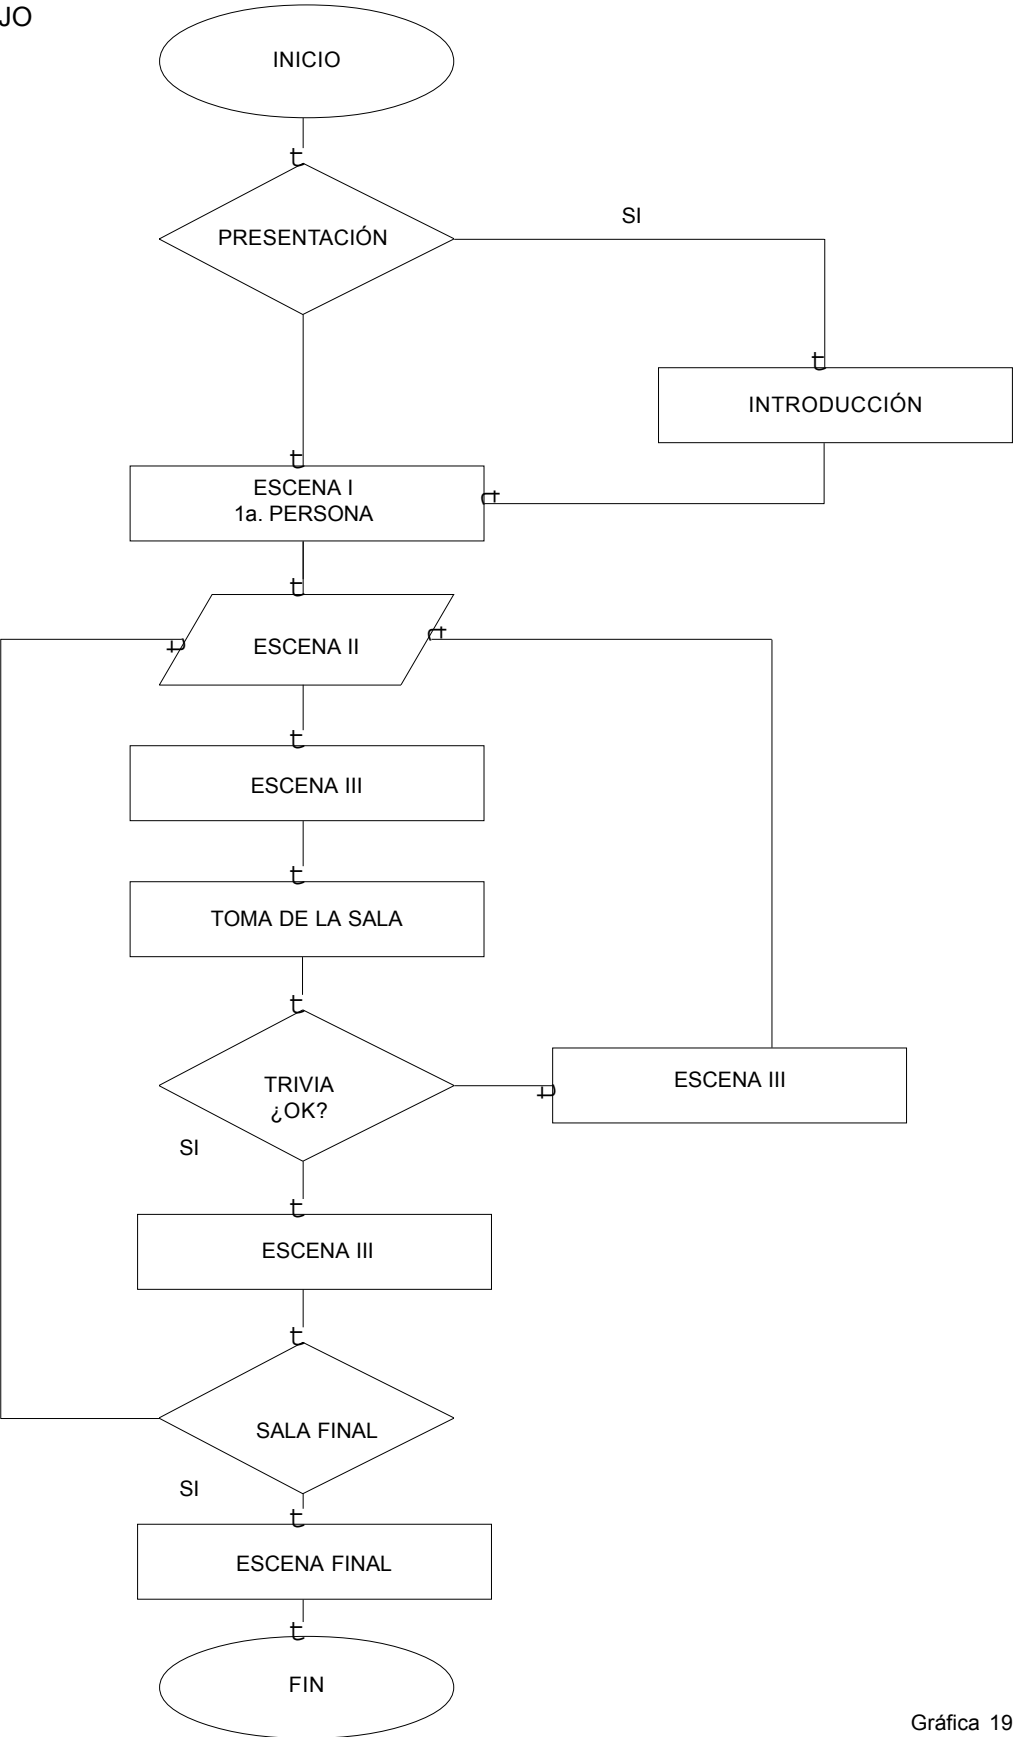 JO
INICIO
PRESENTACIÓN
SI
INTRODUCCIÓN
ESCENA I
1a. PERSONA
ESCENA II
ESCENA III
TOMA DE LA SALA
TRIVIA
¿OK?
ESCENA III
SI
ESCENA III
SALA FINAL
SI
ESCENA FINAL
FIN
Gráfica 19